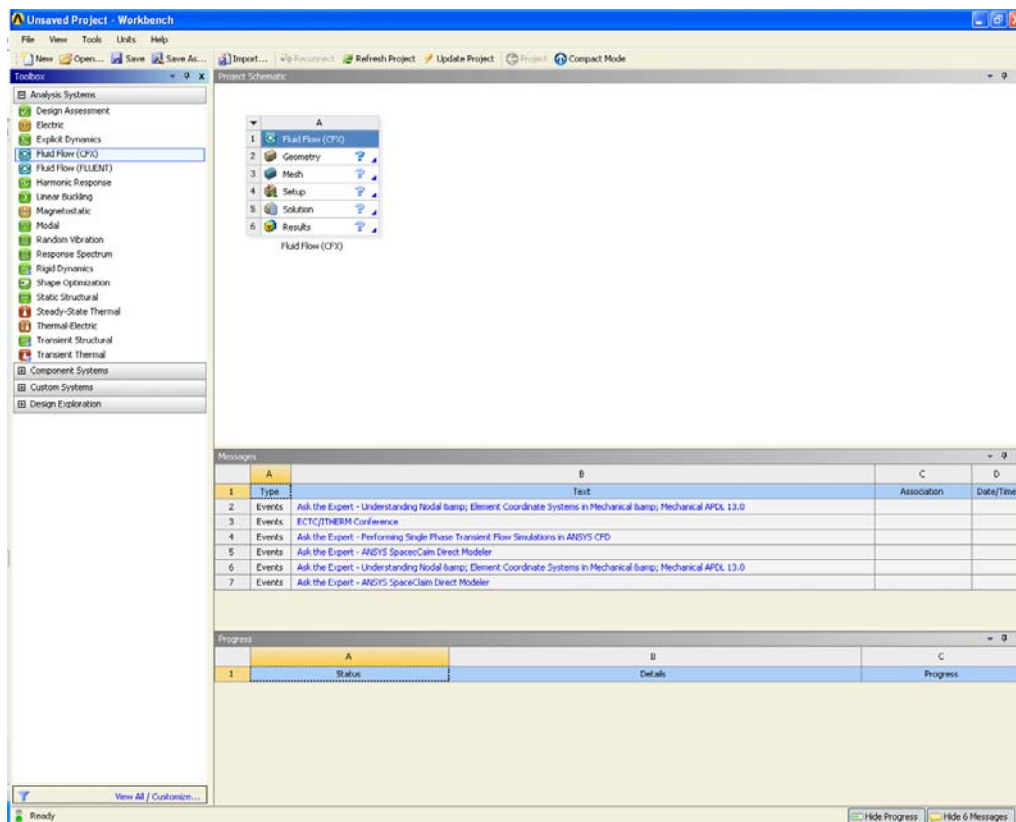 Unsaved Project - Workbench
File View Tools Units Help
New Open... Save Save As... Import... Reconnect Refresh Project Update Project Project Compact Mode
Toolbox
Project Schematic
Analysis Systems
Design Assessment
Electric
Explicit Dynamics
Fluid Flow (CFX)
Fluid Flow (FLUENT)
Harmonic Response
Linear Buckling
Magnetostatic
Modal
Random Vibration
Response Spectrum
Rigid Dynamics
Shape Optimization
Static Structural
Steady-State Thermal
Thermal-Electric
Transient Structural
Transient Thermal
Component Systems
Custom Systems
Design Exploration
View All / Customize...
A
1 Fluid Flow (CFX)
2 Geometry ?
3 Mesh ?
4 Setup ?
5 Solution ?
6 Results ?
Fluid Flow (CFX)
Messages
A B C D
1 Type Text Association Date/Time
2 Events Ask the Expert - Understanding Nodal &amp; Element Coordinate Systems in Mechanical &amp; Mechanical APDL 13.0
3 Events ECTC/ITHERM Conference
4 Events Ask the Expert - Performing Single Phase Transient Flow Simulations in ANSYS CFD
5 Events Ask the Expert - ANSYS SpacecCaim Direct Modeler
6 Events Ask the Expert - Understanding Nodal &amp; Element Coordinate Systems in Mechanical &amp; Mechanical APDL 13.0
7 Events Ask the Expert - ANSYS SpaceClaim Direct Modeler
Progress
A B C
1 Status Details Progress
Ready
Hide Progress Hide 6 Messages